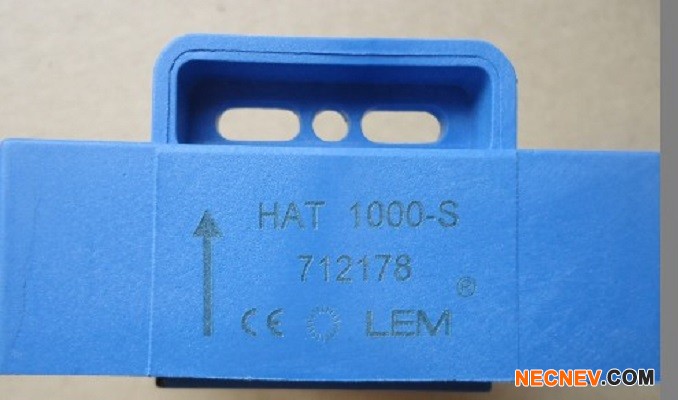 HAT 1000-S
712178
CE LEM®
NECNEV.COM